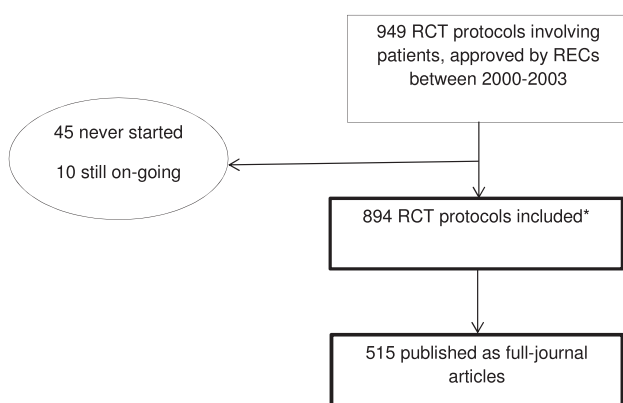 949 RCT protocols involving
patients, approved by RECs
between 2000-2003
45 never started
10 still on-going
894 RCT protocols included*
515 published as full-journal
articles